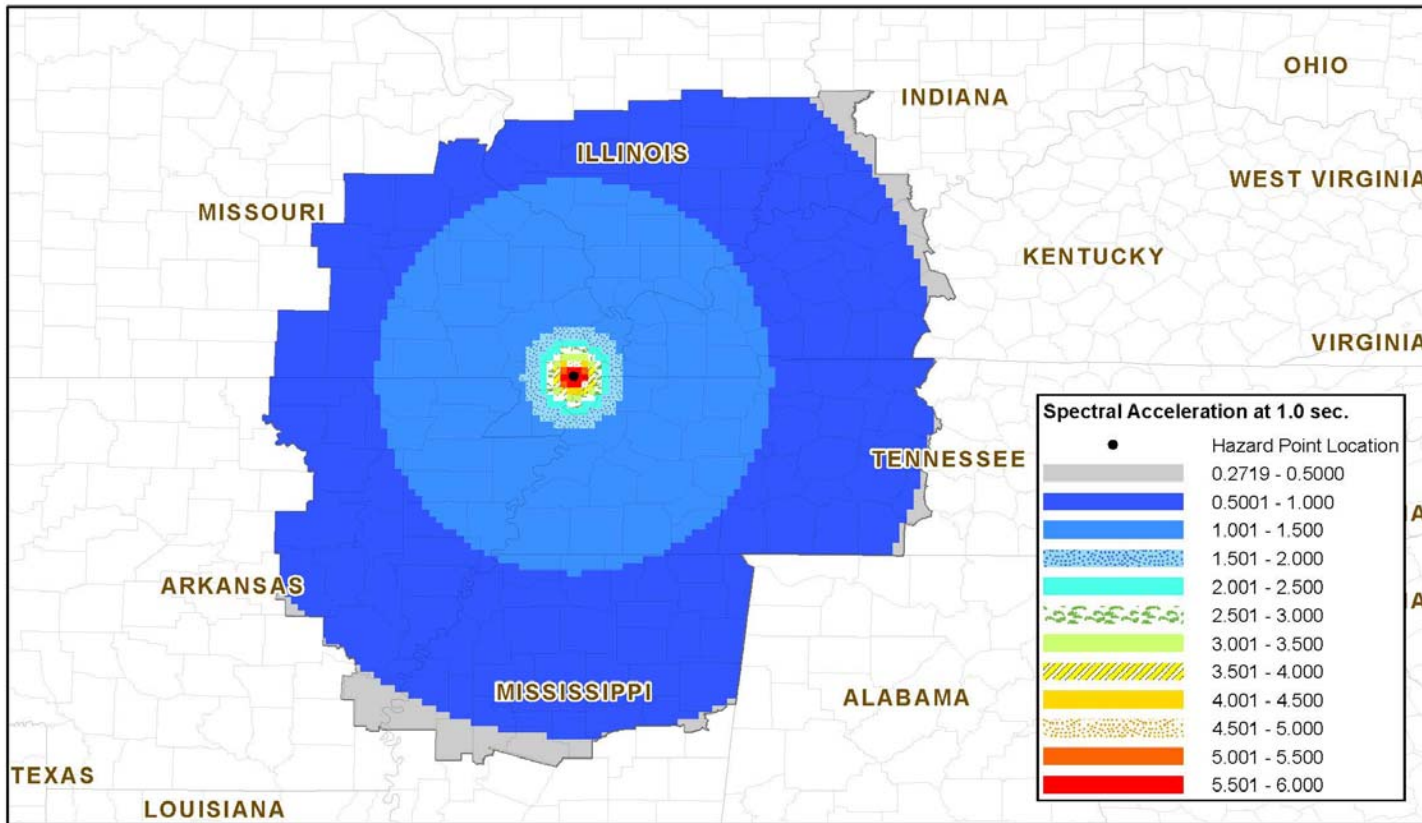 OHIO
INDIANA
ILLINOIS
WEST VIRGINIA
MISSOURI
KENTUCKY
VIRGINIA
TENNESSEE
ARKANSAS
MISSISSIPPI
ALABAMA
TEXAS
LOUISIANA
Spectral Acceleration at 1.0 sec.
Hazard Point Location
0.2719 - 0.5000
0.5001 - 1.000
1.001 - 1.500
1.501 - 2.000
2.001 - 2.500
2.501 - 3.000
3.001 - 3.500
3.501 - 4.000
4.001 - 4.500
4.501 - 5.000
5.001 - 5.500
5.501 - 6.000